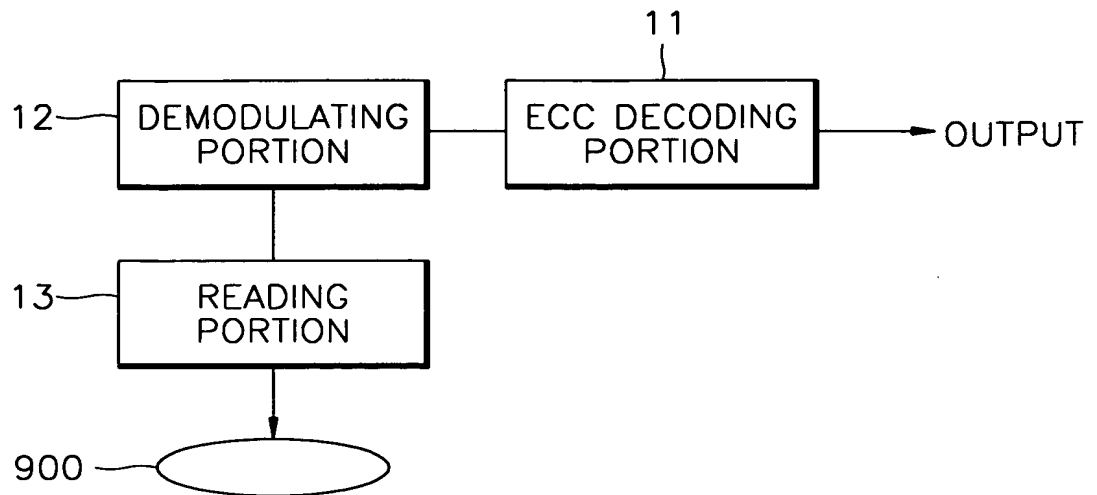 11
12
DEMODULATING
PORTION
ECC DECODING
PORTION
OUTPUT
13
READING
PORTION
900